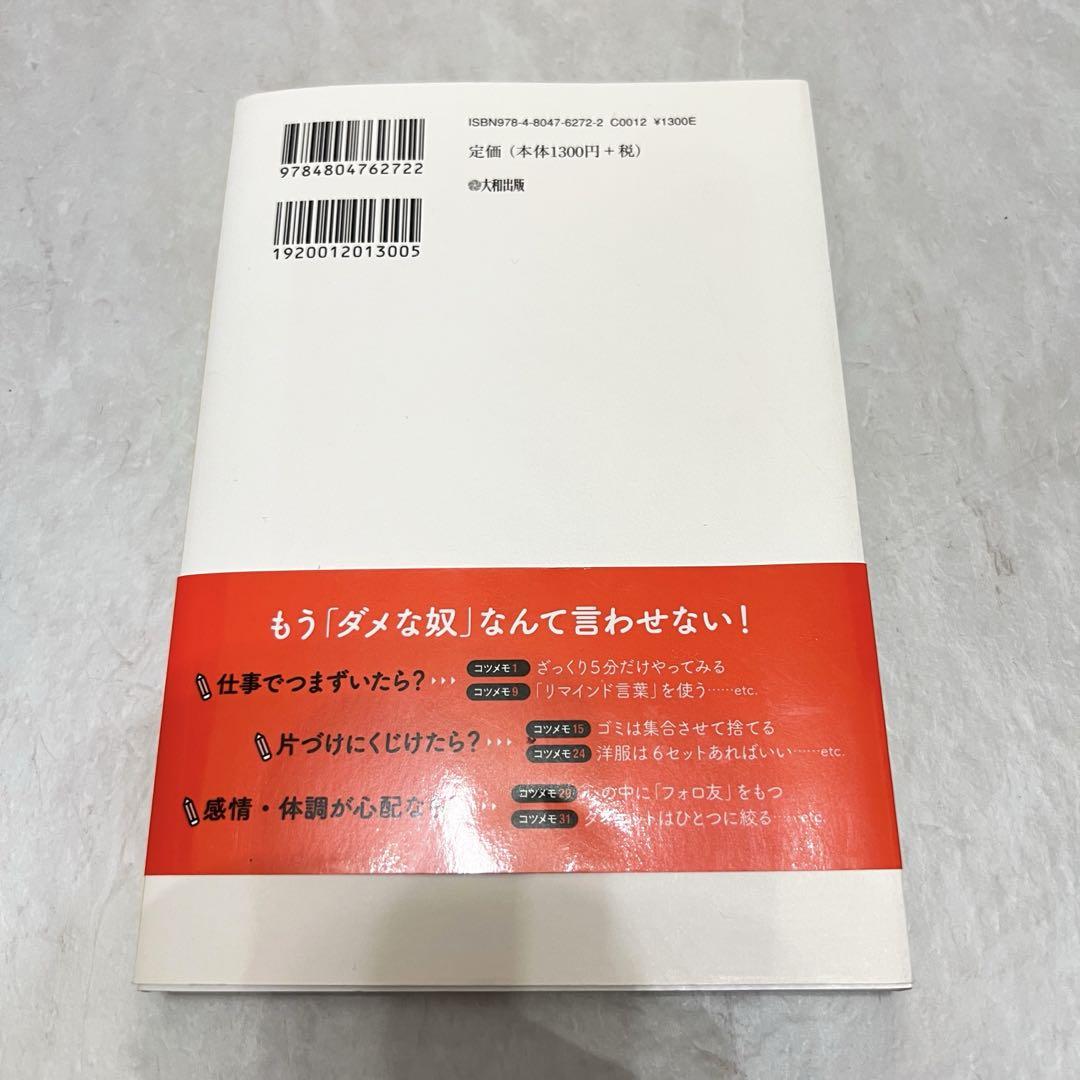 ISBN978-4-8047-6272-2 C0012 ¥1300E
定価（本体1300円＋税）
大和出版
9784804762722
1920012013005
もう「ダメな奴」なんて言わせない！
仕事でつまずいたら？
コツメモ1 ざっくり5分だけやってみる
コツメモ9 「リマインド言葉」を使う……etc.
片づけにくじけたら？
コツメモ15 ゴミは集合させて捨てる
コツメモ24 洋服は6セットあればいい……etc.
感情・体調が心配な
コツメモ29 の中に「フォロ友」をもつ
コツメモ31 ダイエットはひとつに絞る……etc.